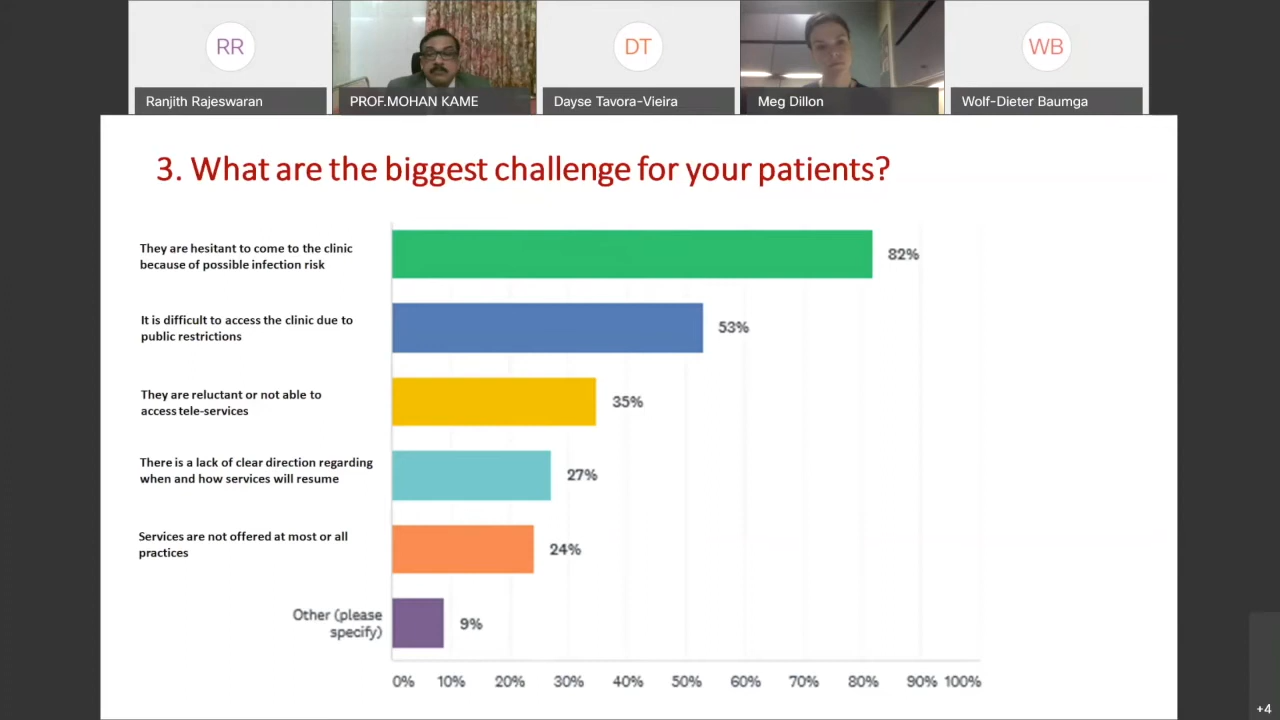 RR
DT
WB
Ranjith Rajeswaran
PROF.MOHAN KAME
Dayse Tavora-Vieira
Meg Dillon
Wolf-Dieter Baumga
3. What are the biggest challenge for your patients?
They are hesitant to come to the clinic
because of possible infection risk
82%
It is difficult to access the clinic due to
public restrictions
53%
They are reluctant or not able to
access tele-services
35%
There is a lack of clear direction regarding
when and how services will resume
27%
Services are not offered at most or all
practices
24%
Other (please
specify)
9%
0% 10% 20% 30% 40% 50% 60% 70% 80% 90% 100%
+4